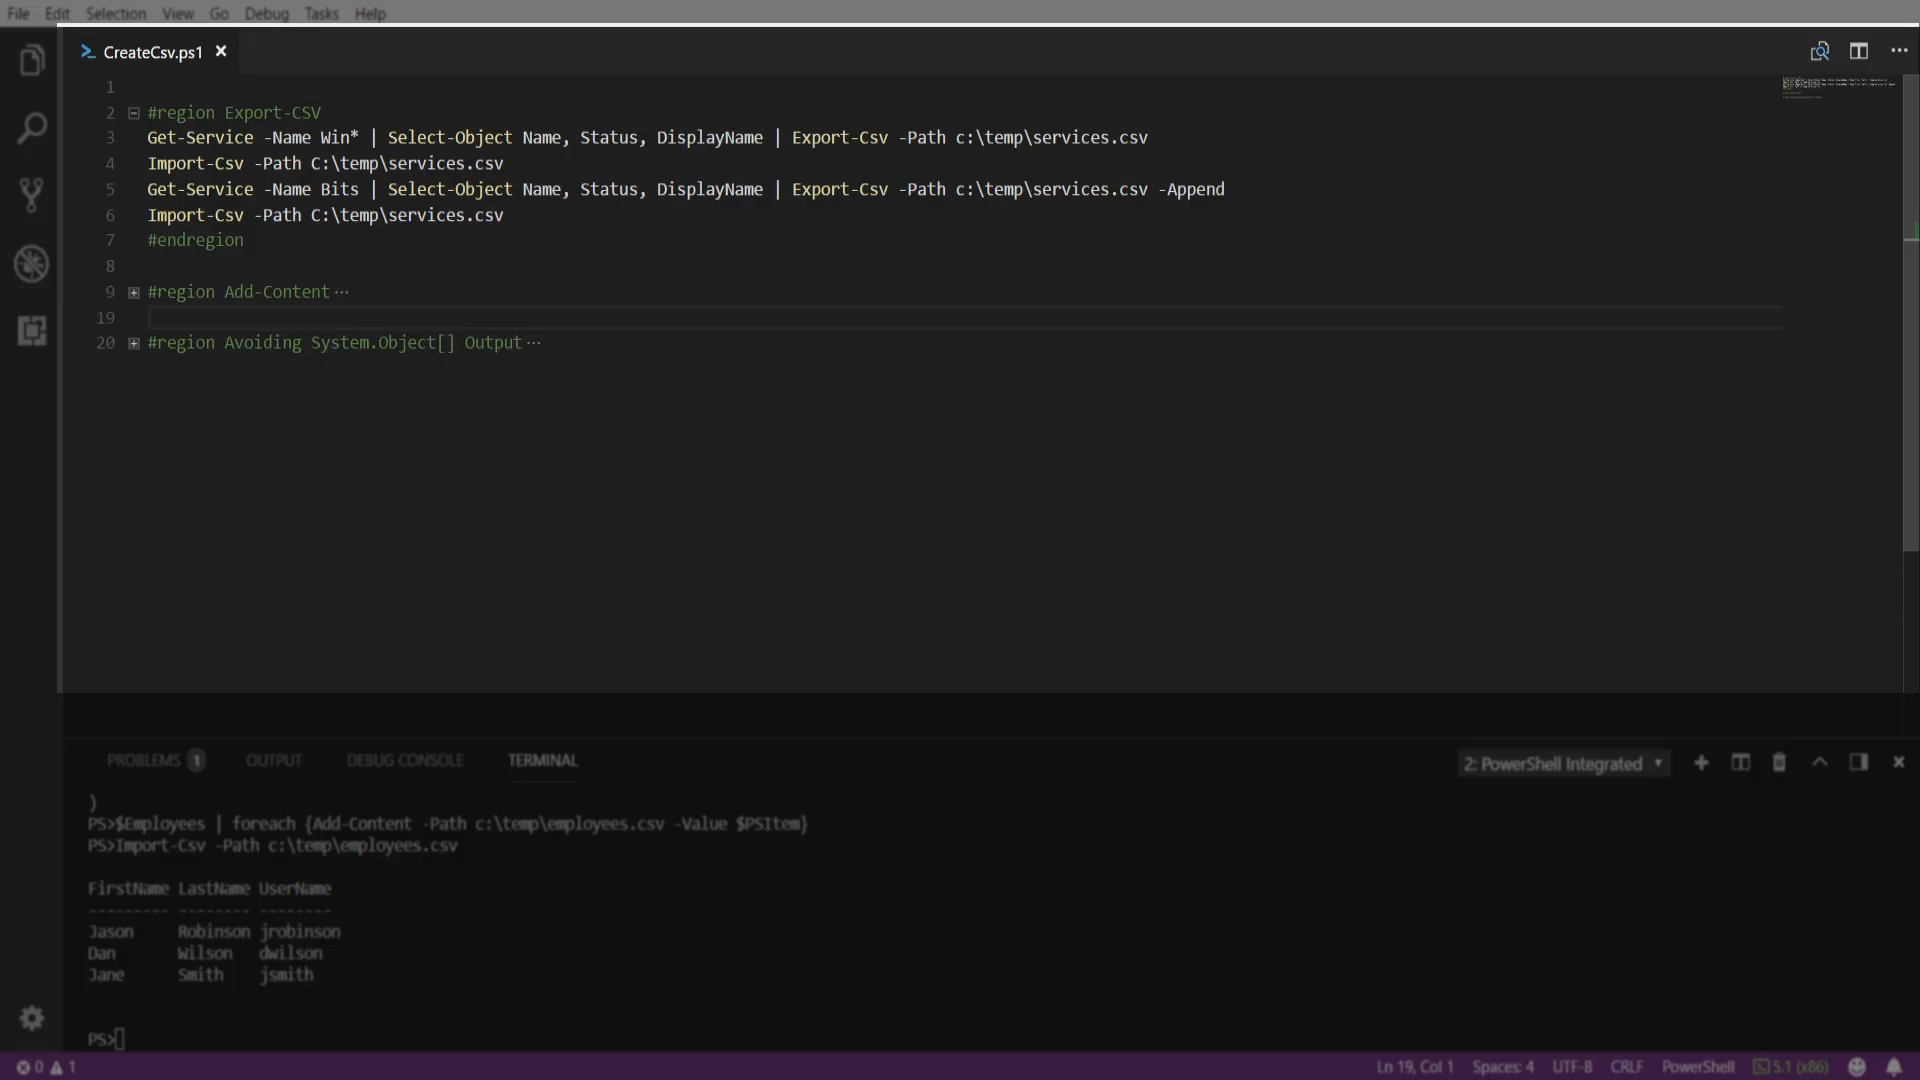 File Edit Selection View Go Debug Tasks Help
CreateCsv.ps1
1
2 #region Export-CSV
3 Get-Service -Name Win* | Select-Object Name, Status, DisplayName | Export-Csv -Path c:\temp\services.csv
4 Import-Csv -Path C:\temp\services.csv
5 Get-Service -Name Bits | Select-Object Name, Status, DisplayName | Export-Csv -Path c:\temp\services.csv -Append
6 Import-Csv -Path C:\temp\services.csv
7 #endregion
8
9 #region Add-Content ...
19
20 #region Avoiding System.Object[] Output ...
PROBLEMS 1 OUTPUT DEBUG CONSOLE TERMINAL 2: PowerShell Integrated
)
PS>$Employees | foreach {Add-Content -Path c:\temp\employees.csv -Value $PSItem}
PS>Import-Csv -Path c:\temp\employees.csv
FirstName LastName UserName
--------- -------- --------
Jason Robinson jrobinson
Dan Wilson dwilson
Jane Smith jsmith
PS>
0 1 Ln 19, Col 1 Spaces: 4 UTF-8 CRLF PowerShell 5.1 (x86)